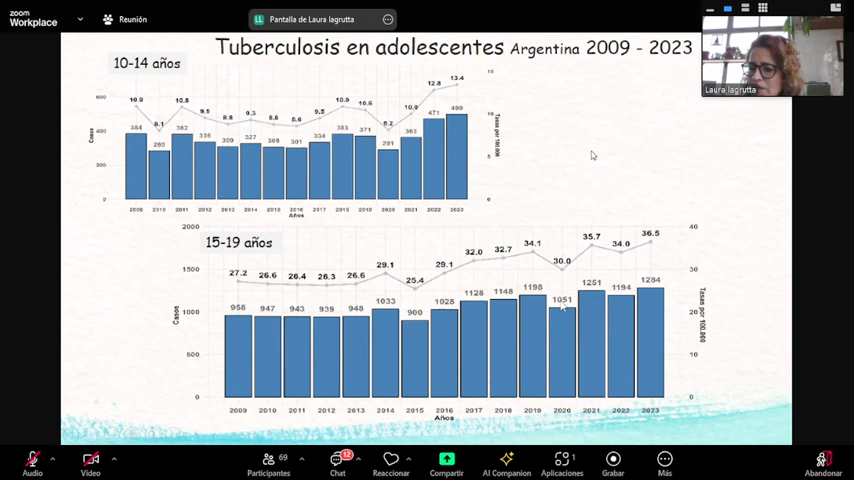 zoom
Workplace
Reunión
Pantalla de Laura lagrutta
Laura lagrutta
Tuberculosis en adolescentes Argentina 2009 - 2023
10-14 años
600
400
200
0
Casos
15
10
5
0
Tasas por 100.000
10.9 8.1 10.8 9.5 8.8 9.3 8.6 8.6 9.5 10.9 10.6 8.2 10.0 12.8 13.4
384 285 382 336 309 327 301 334 383 371 291 363 471 499
2009 2010 2011 2012 2013 2014 2015 2016 2017 2018 2019 2020 2021 2022 2023
Años
15-19 años
2000
1500
1000
500
0
Casos
40
30
20
10
0
Tasas por 100.000
27.2 26.6 26.4 26.3 26.6 29.1 25.4 29.1 32.0 32.7 34.1 30.0 35.7 34.0 36.5
958 947 943 939 948 1033 900 1028 1128 1148 1198 1051 1251 1194 1284
2009 2010 2011 2012 2013 2014 2015 2016 2017 2018 2019 2020 2021 2022 2023
Años
69
12
1
Audio Video Participantes Chat Reaccionar Compartir AI Companion Aplicaciones Grabar Más Abandonar